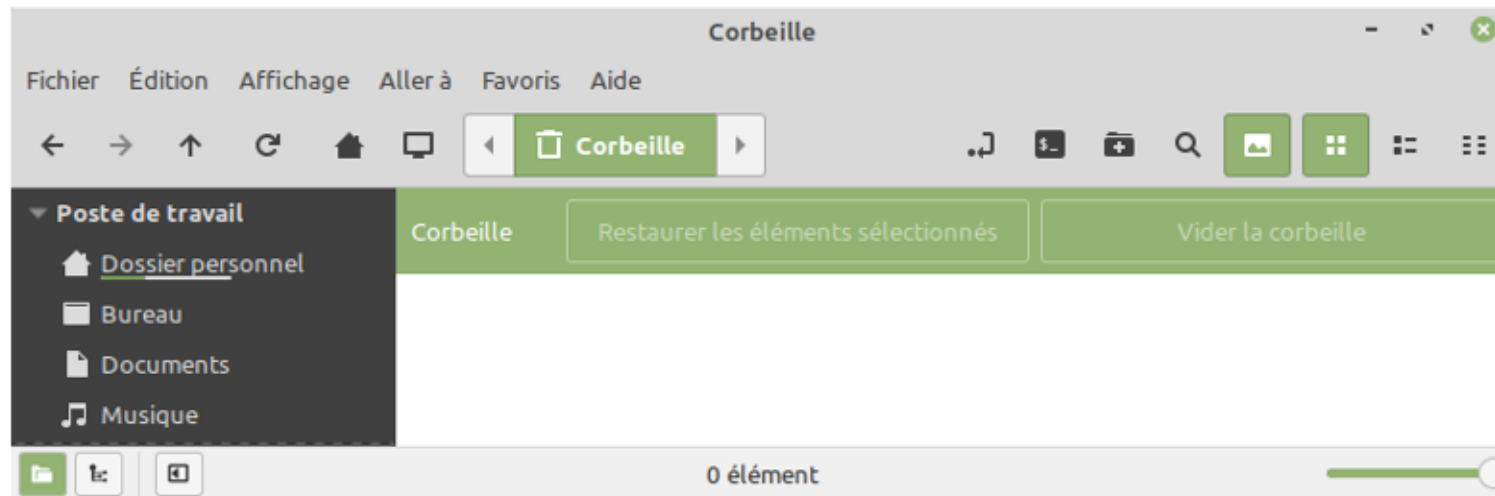 Corbeille
Fichier Édition Affichage Aller à Favoris Aide
Corbeille
Poste de travail
Corbeille Restaurer les éléments sélectionnés Vider la corbeille
Dossier personnel
Bureau
Documents
Musique
0 élément